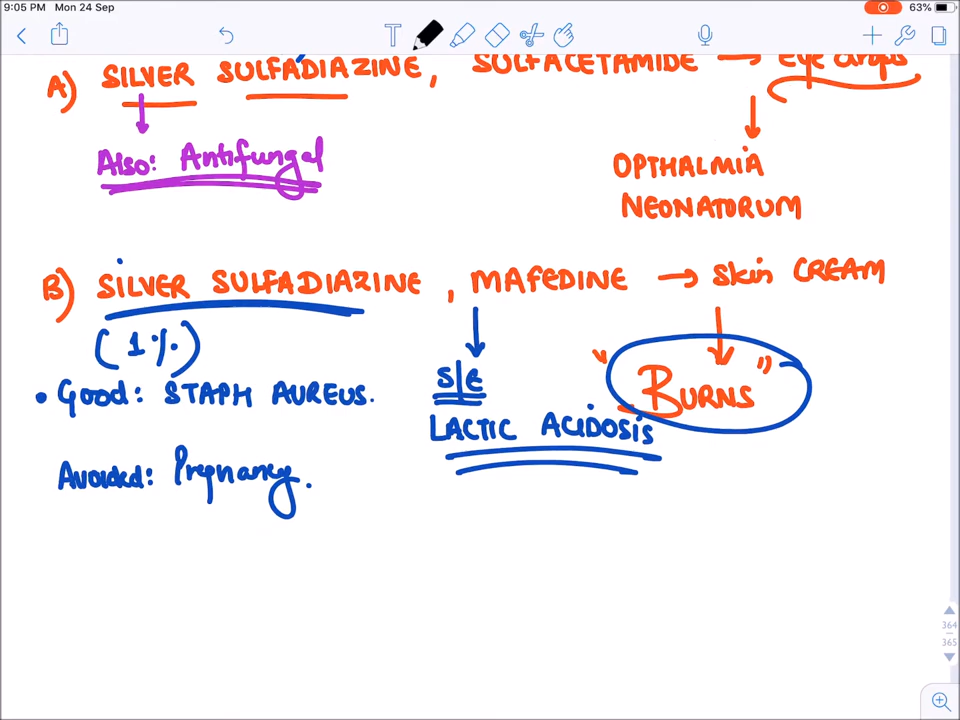 9:05 PM Mon 24 Sep
63%
T
A) SILVER SULFADIAZINE, SULFACETAMIDE → Eye drops
Also: Antifungal
OPTHALMIA
NEONATORUM
B) SILVER SULFADIAZINE, MAFEDINE → Skin CREAM
(1%)
• Good: STAPH AUREUS.
S/E
"BURNS"
LACTIC ACIDOSIS
Avoided: Pregnancy.
364
365